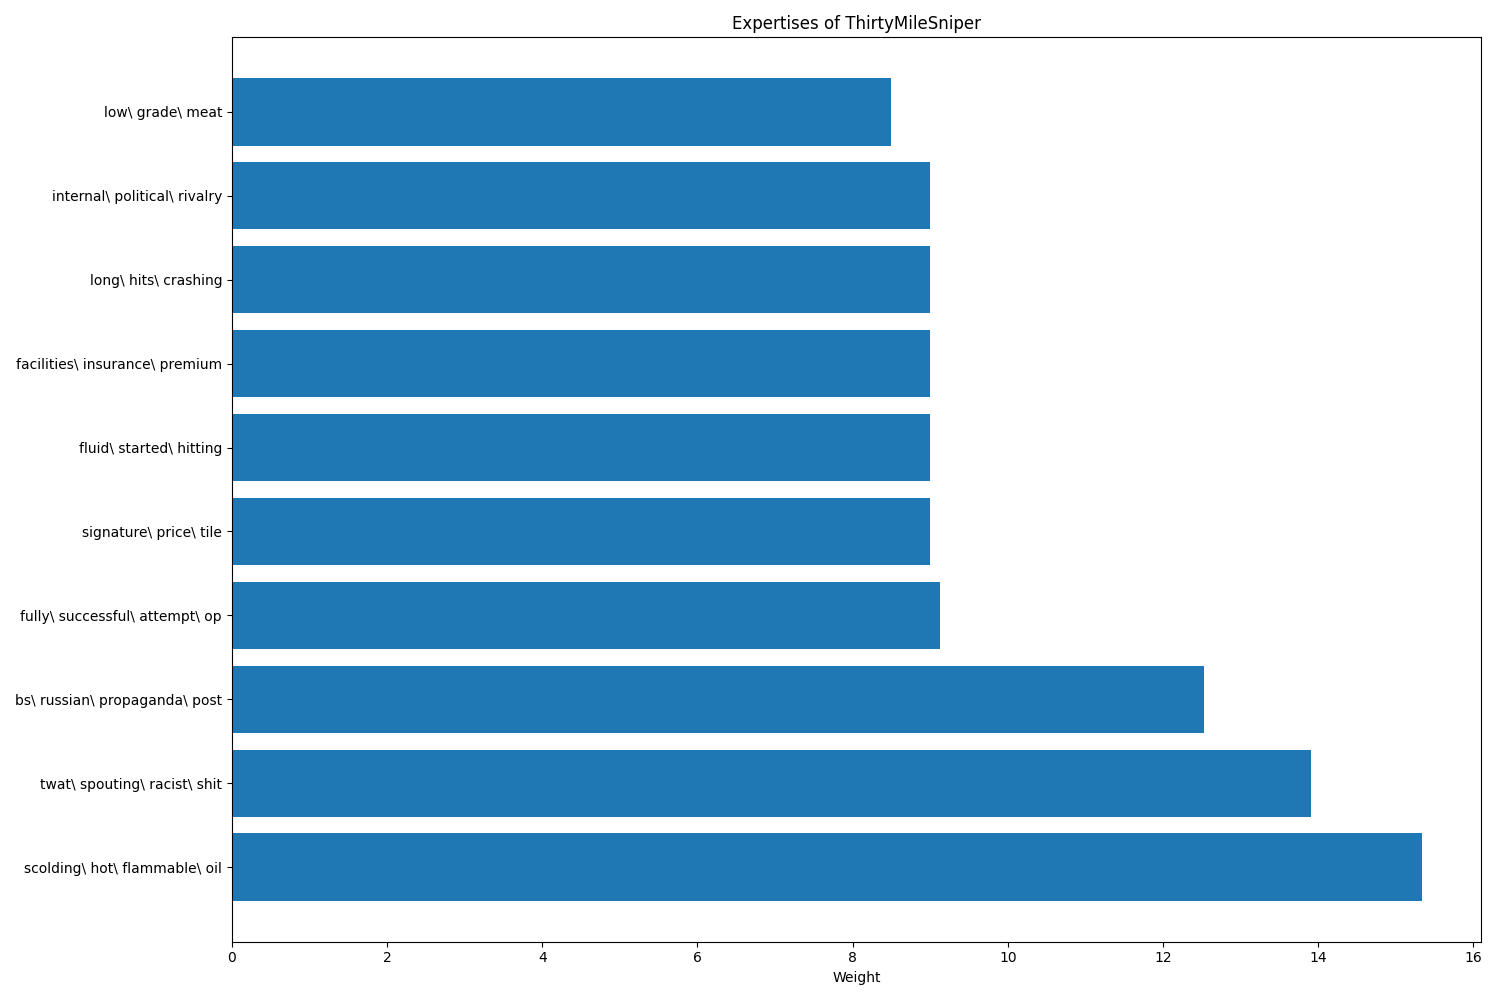 Expertises of ThirtyMileSniper
low\ grade\ meat
internal\ political\ rivalry
long\ hits\ crashing
facilities\ insurance\ premium
fluid\ started\ hitting
signature\ price\ tile
fully\ successful\ attempt\ op
bs\ russian\ propaganda\ post
twat\ spouting\ racist\ shit
scolding\ hot\ flammable\ oil
0 2 4 6 8 10 12 14 16
Weight